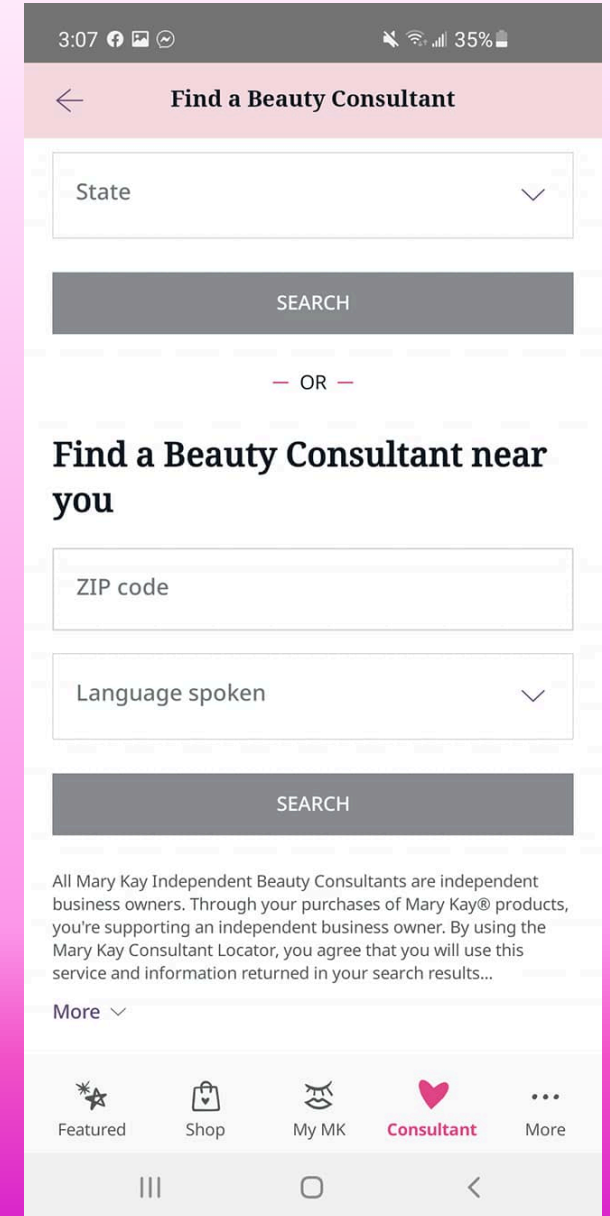 3:07 35%
Find a Beauty Consultant
State
SEARCH
— OR —
Find a Beauty Consultant near
you
ZIP code
Language spoken
SEARCH
All Mary Kay Independent Beauty Consultants are independent
business owners. Through your purchases of Mary Kay® products,
you're supporting an independent business owner. By using the
Mary Kay Consultant Locator, you agree that you will use this
service and information returned in your search results...
More
Featured Shop My MK Consultant More